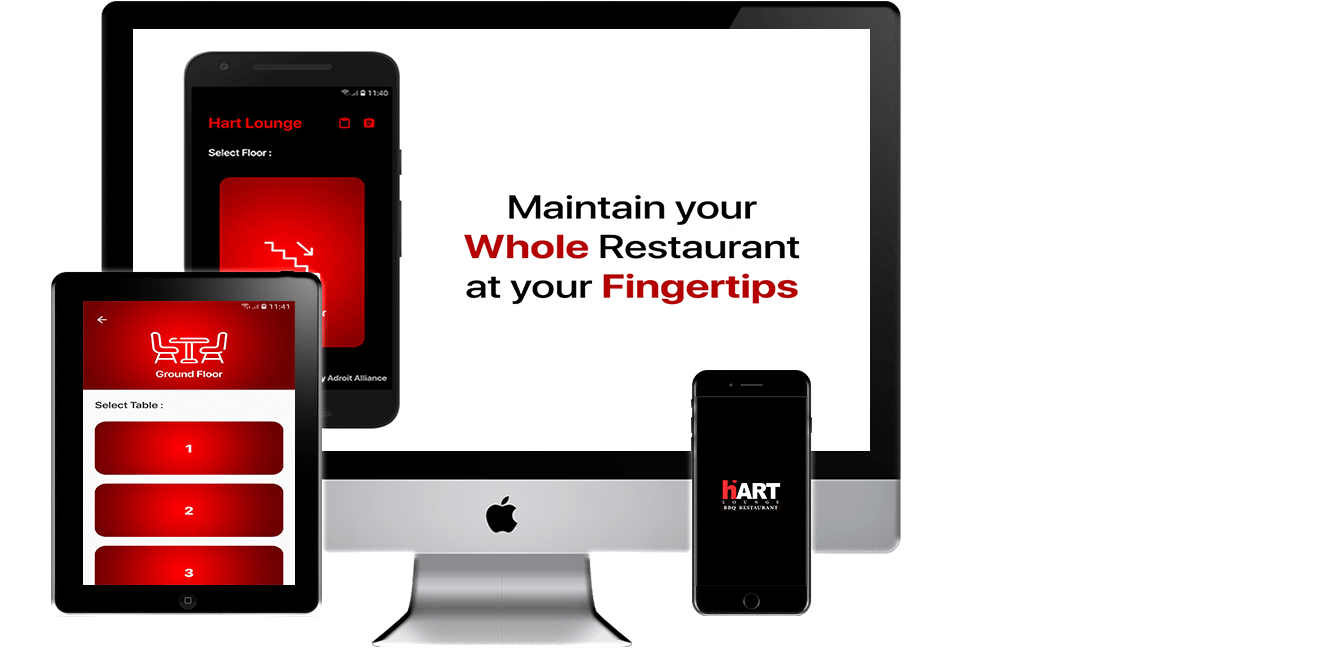 11:40
Hart Lounge
Select Floor :
r
y Adroit Alliance
Maintain your
Whole Restaurant
at your Fingertips
11:41
Ground Floor
Select Table :
1
2
3
hART
LOUNGE
BBQ RESTAURANT